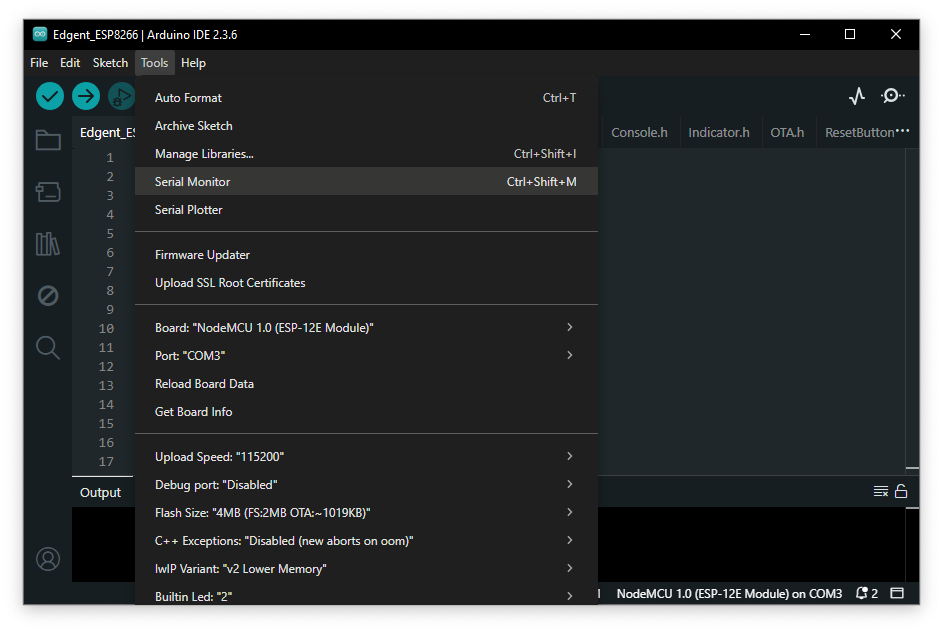 Edgent_ESP8266 | Arduino IDE 2.3.6
File Edit Sketch Tools Help
Auto Format Ctrl+T
Archive Sketch
Manage Libraries... Ctrl+Shift+I
Serial Monitor Ctrl+Shift+M
Serial Plotter
Firmware Updater
Upload SSL Root Certificates
Board: "NodeMCU 1.0 (ESP-12E Module)"
Port: "COM3"
Reload Board Data
Get Board Info
Upload Speed: "115200"
Debug port: "Disabled"
Flash Size: "4MB (FS:2MB OTA:~1019KB)"
C++ Exceptions: "Disabled (new aborts on oom)"
lwIP Variant: "v2 Lower Memory"
Builtin Led: "2"
Edgent_ES Console.h Indicator.h OTA.h ResetButton
1
2
3
4
5
6
7
8
9
10
11
12
13
14
15
16
17
Output
NodeMCU 1.0 (ESP-12E Module) on COM3 2